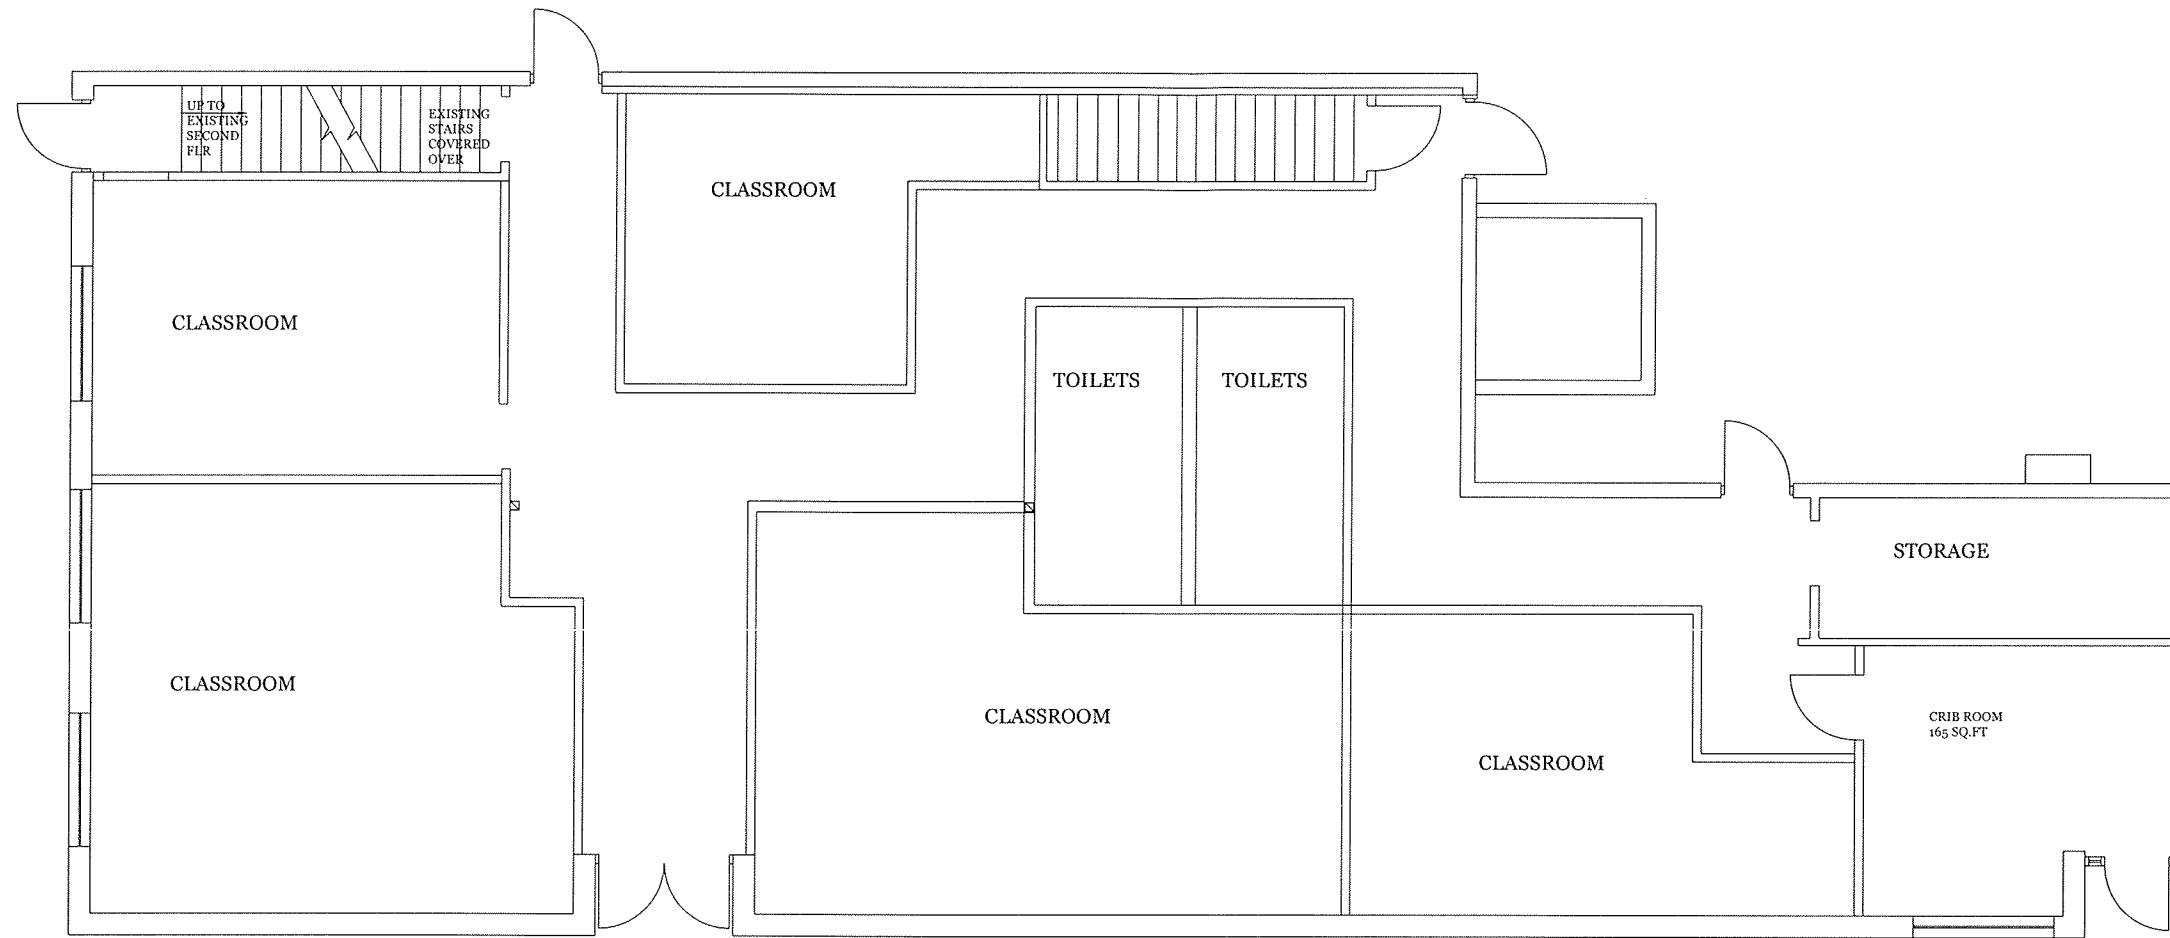 UP TO
EXISTING
SECOND
FLR
EXISTING
STAIRS
COVERED
OVER
CLASSROOM
CLASSROOM
TOILETS
TOILETS
STORAGE
CLASSROOM
CLASSROOM
CRIB ROOM
165 SQ.FT
CLASSROOM